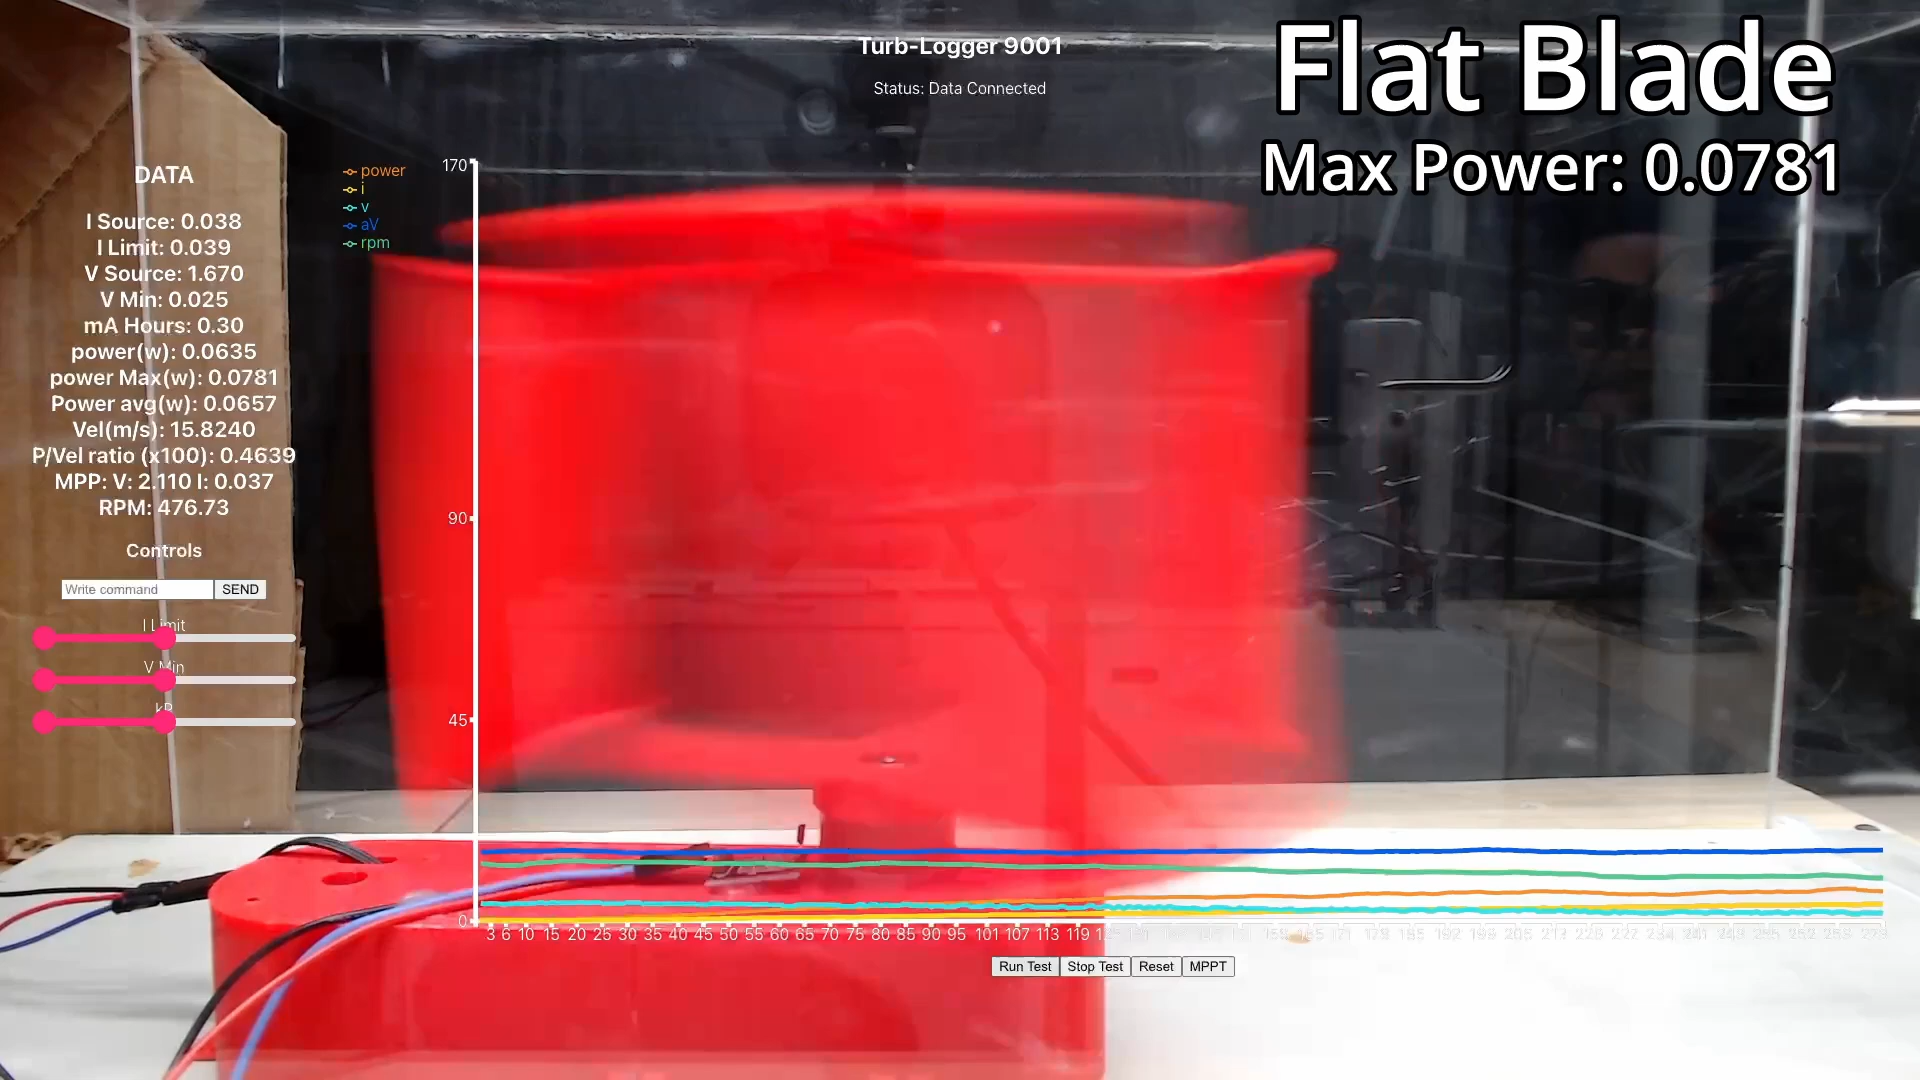 Turb-Logger 9001
Status: Data Connected
Flat Blade
Max Power: 0.0781
DATA
I Source: 0.038
I Limit: 0.039
V Source: 1.670
V Min: 0.025
mA Hours: 0.30
power(w): 0.0635
power Max(w): 0.0781
Power avg(w): 0.0657
Vel(m/s): 15.8240
P/Vel ratio (x100): 0.4639
MPP: V: 2.110 I: 0.037
RPM: 476.73
Controls
Write command SEND
I Limit
V Min
kP
power
i
v
aV
rpm
170
90
45
0
3 6 10 15 20 25 30 35 40 45 50 55 60 65 70 75 80 85 90 95 101 107 113 119
Run Test Stop Test Reset MPPT